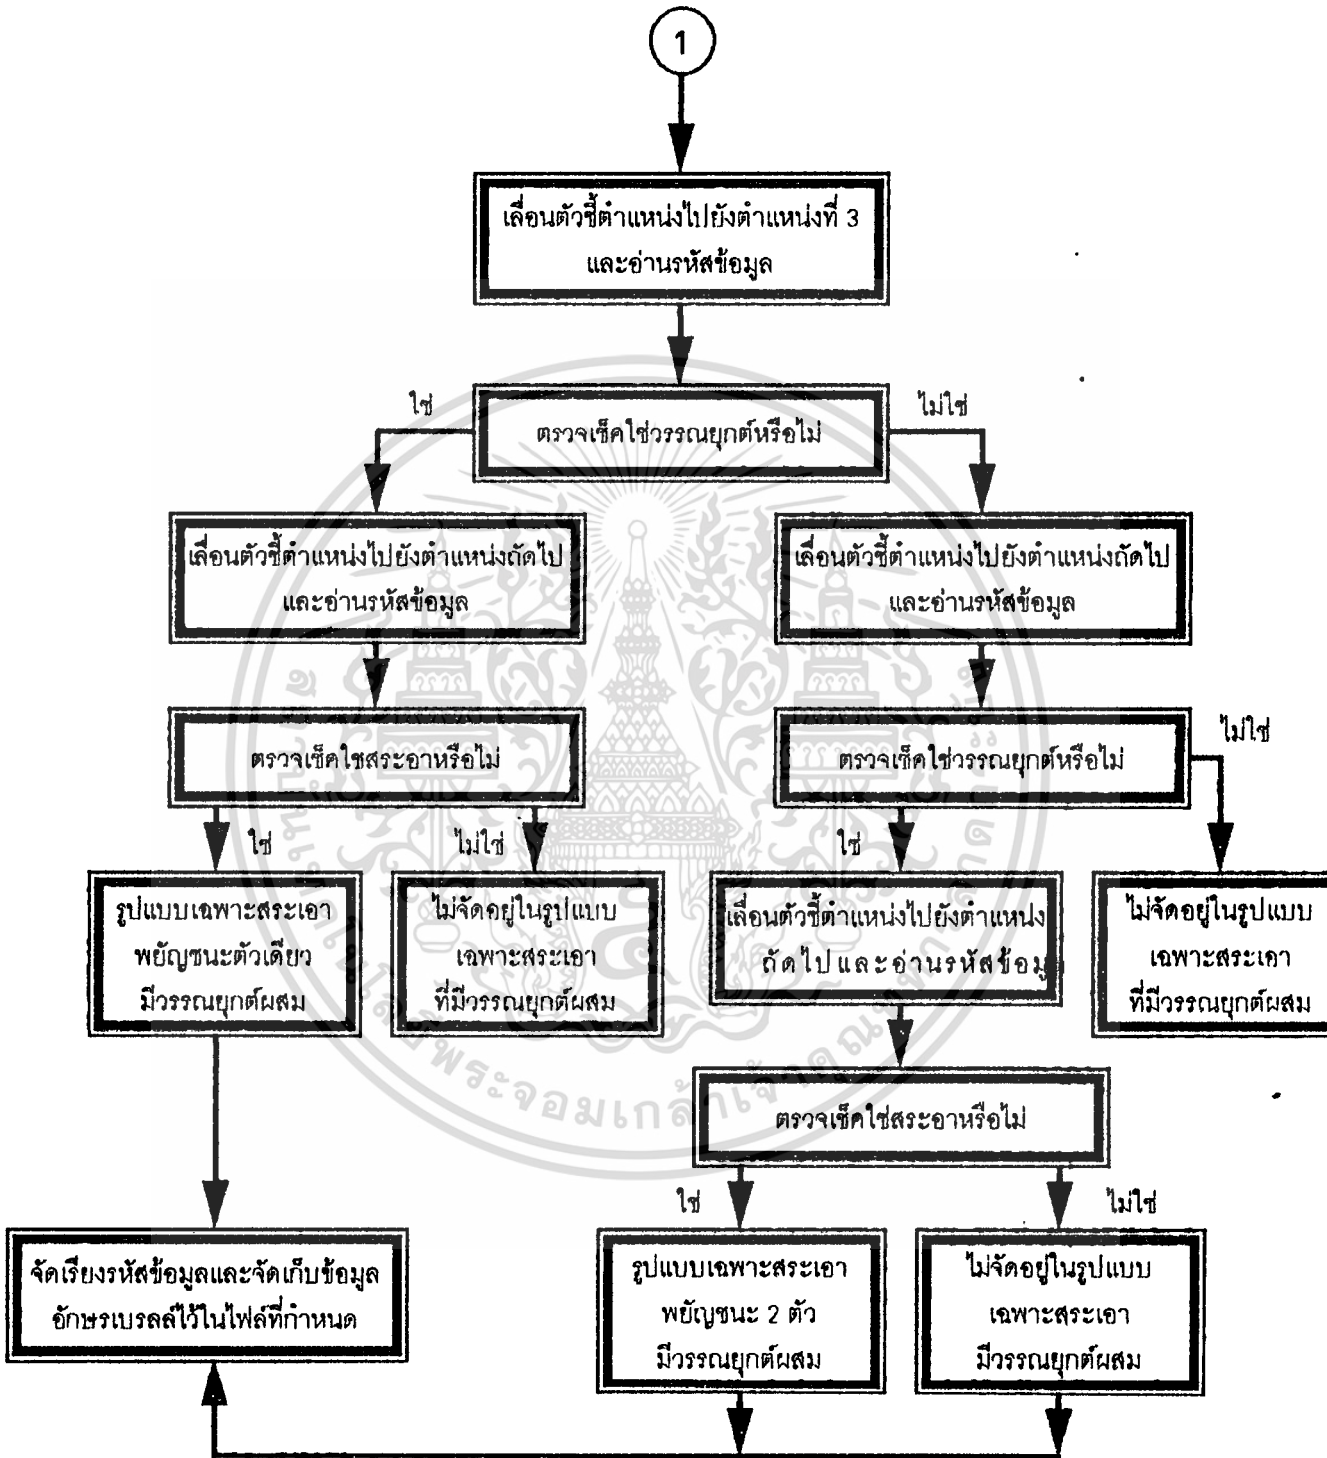 1
เลื่อนตัวชี้ตำแหน่งไปยังตำแหน่งที่ 3
และอ่านรหัสข้อมูล
ใช่
ไม่ใช่
ตรวจเช็คใช่วรรณยุกต์หรือไม่
เลื่อนตัวชี้ตำแหน่งไปยังตำแหน่งถัดไป
และอ่านรหัสข้อมูล
เลื่อนตัวชี้ตำแหน่งไปยังตำแหน่งถัดไป
และอ่านรหัสข้อมูล
ตรวจเช็คใช่สระอาหรือไม่
ตรวจเช็คใช่วรรณยุกต์หรือไม่
ไม่ใช่
ใช่
ไม่ใช่
ใช่
รูปแบบเฉพาะสระเอา
พยัญชนะตัวเดียว
มีวรรณยุกต์ผสม
ไม่จัดอยู่ในรูปแบบ
เฉพาะสระเอา
ที่มีวรรณยุกต์ผสม
เลื่อนตัวชี้ตำแหน่งไปยังตำแหน่ง
ถัดไปและอ่านรหัสข้อมูล
ไม่จัดอยู่ในรูปแบบ
เฉพาะสระเอา
ที่มีวรรณยุกต์ผสม
ตรวจเช็คใช่สระอาหรือไม่
ใช่
ไม่ใช่
จัดเรียงรหัสข้อมูลและจัดเก็บข้อมูล
อักษรเบรลล์ไว้ในไฟล์ที่กำหนด
รูปแบบเฉพาะสระเอา
พยัญชนะ 2 ตัว
มีวรรณยุกต์ผสม
ไม่จัดอยู่ในรูปแบบ
เฉพาะสระเอา
มีวรรณยุกต์ผสม